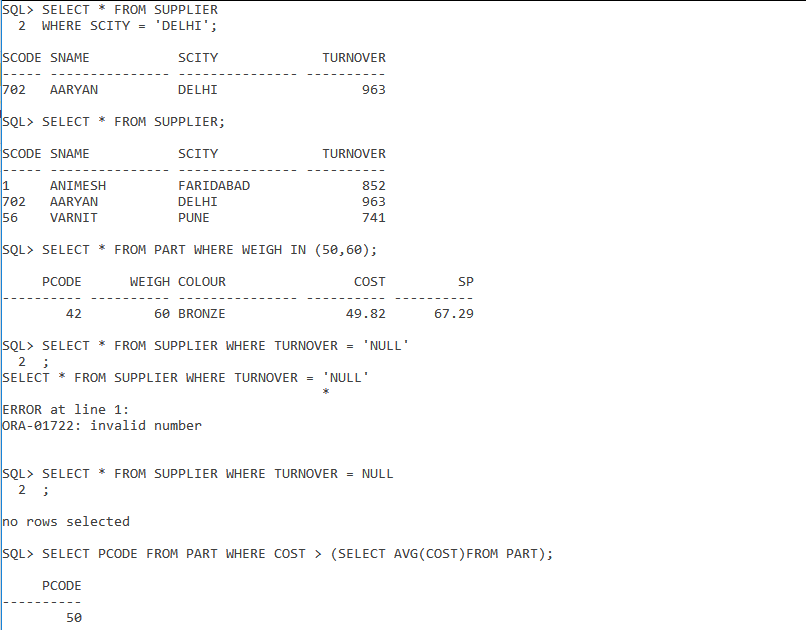 SQL> SELECT * FROM SUPPLIER
  2  WHERE SCITY = 'DELHI';

SCODE SNAME           SCITY             TURNOVER
----- --------------- --------------- ----------
702   AARYAN          DELHI                  963

SQL> SELECT * FROM SUPPLIER;

SCODE SNAME           SCITY             TURNOVER
----- --------------- --------------- ----------
1     ANIMESH         FARIDABAD              852
702   AARYAN          DELHI                  963
56    VARNIT          PUNE                   741

SQL> SELECT * FROM PART WHERE WEIGH IN (50,60);

     PCODE      WEIGH COLOUR                COST         SP
---------- ---------- --------------- ---------- ----------
        42         60 BRONZE               49.82      67.29

SQL> SELECT * FROM SUPPLIER WHERE TURNOVER = 'NULL'
  2  ;
SELECT * FROM SUPPLIER WHERE TURNOVER = 'NULL'
                                        *
ERROR at line 1:
ORA-01722: invalid number


SQL> SELECT * FROM SUPPLIER WHERE TURNOVER = NULL
  2  ;

no rows selected

SQL> SELECT PCODE FROM PART WHERE COST > (SELECT AVG(COST)FROM PART);

     PCODE
----------
        50